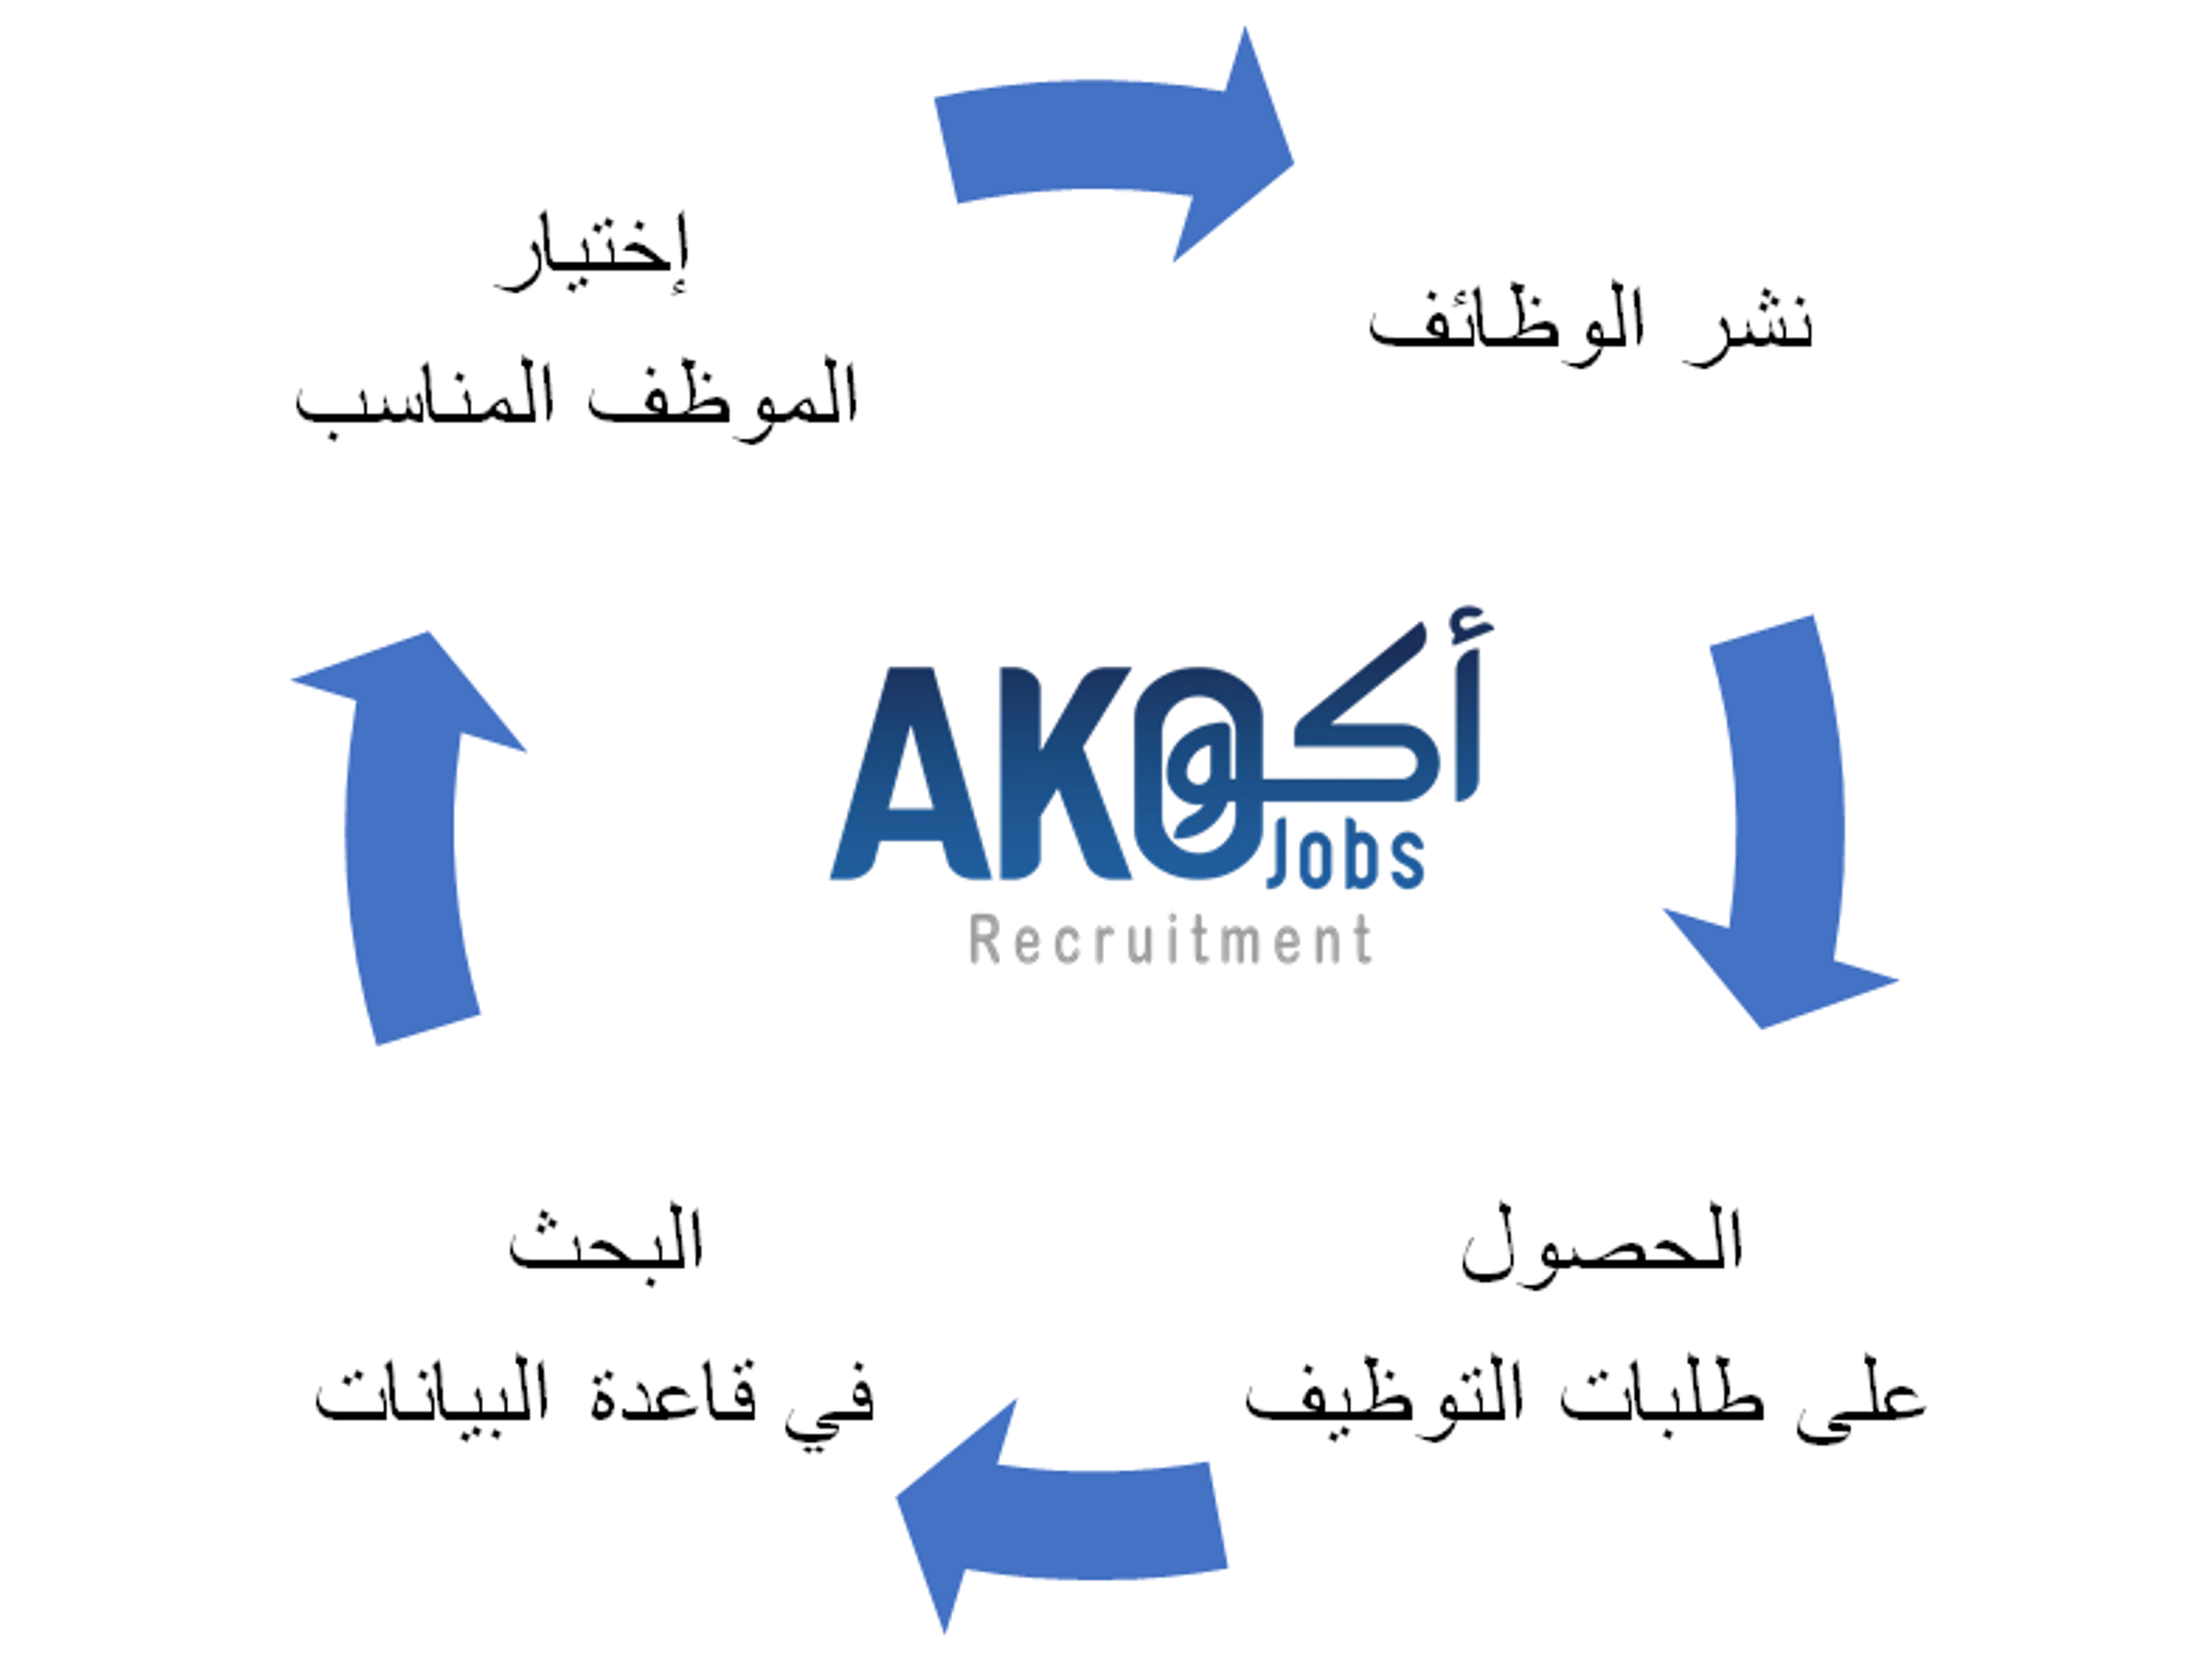 إختيار
الموظف المناسب
نشر الوظائف
AKO أكو
Jobs
Recruitment
الحصول
على طلبات التوظيف
البحث
في قاعدة البيانات